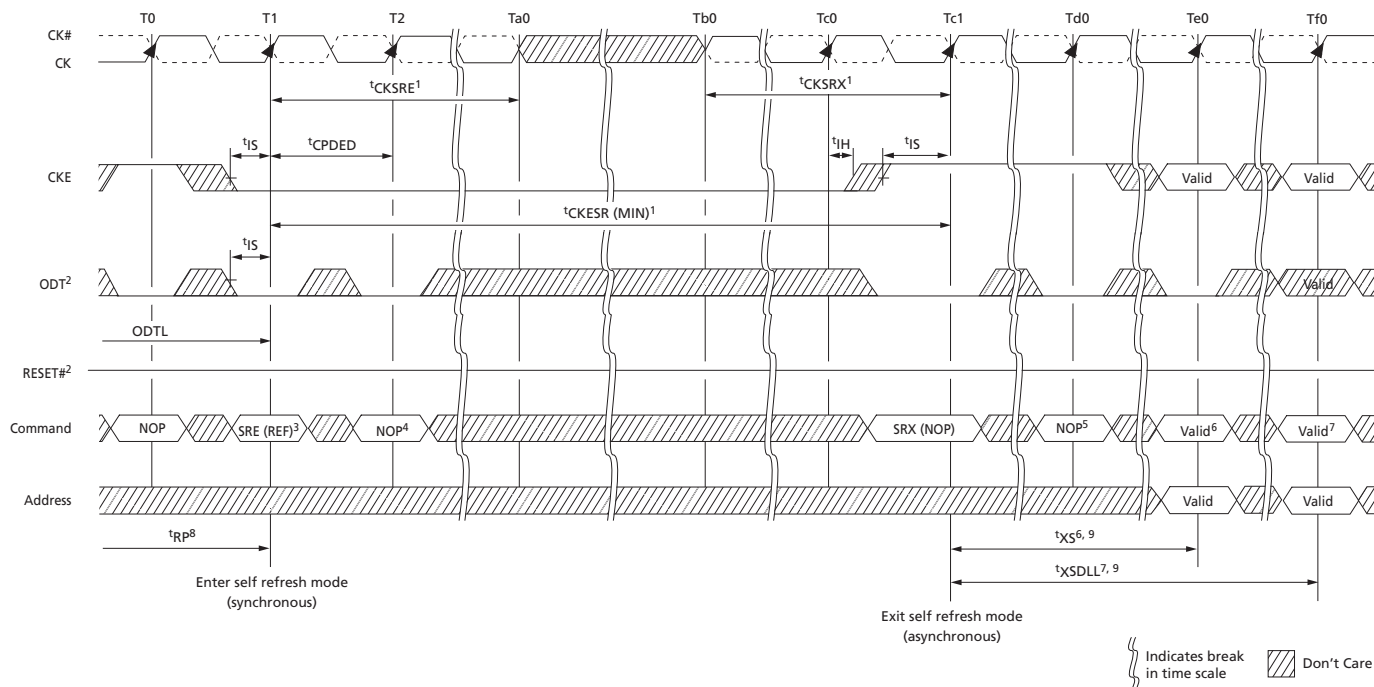 T0 T1 T2 Ta0 Tb0 Tc0 Tc1 Td0 Te0 Tf0
CK#
CK
tCKSRE1 tCKSRX1
tIS tCPDED tIH tIS
CKE Valid Valid
tCKESR (MIN)1
tIS
ODT2 Valid
ODTL
RESET#2
Command NOP SRE (REF)3 NOP4 SRX (NOP) NOP5 Valid6 Valid7
Address Valid Valid
tRP8 tXS6, 9
tXSDLL7, 9
Enter self refresh mode
(synchronous)
Exit self refresh mode
(asynchronous)
Indicates break
in time scale
Don't Care